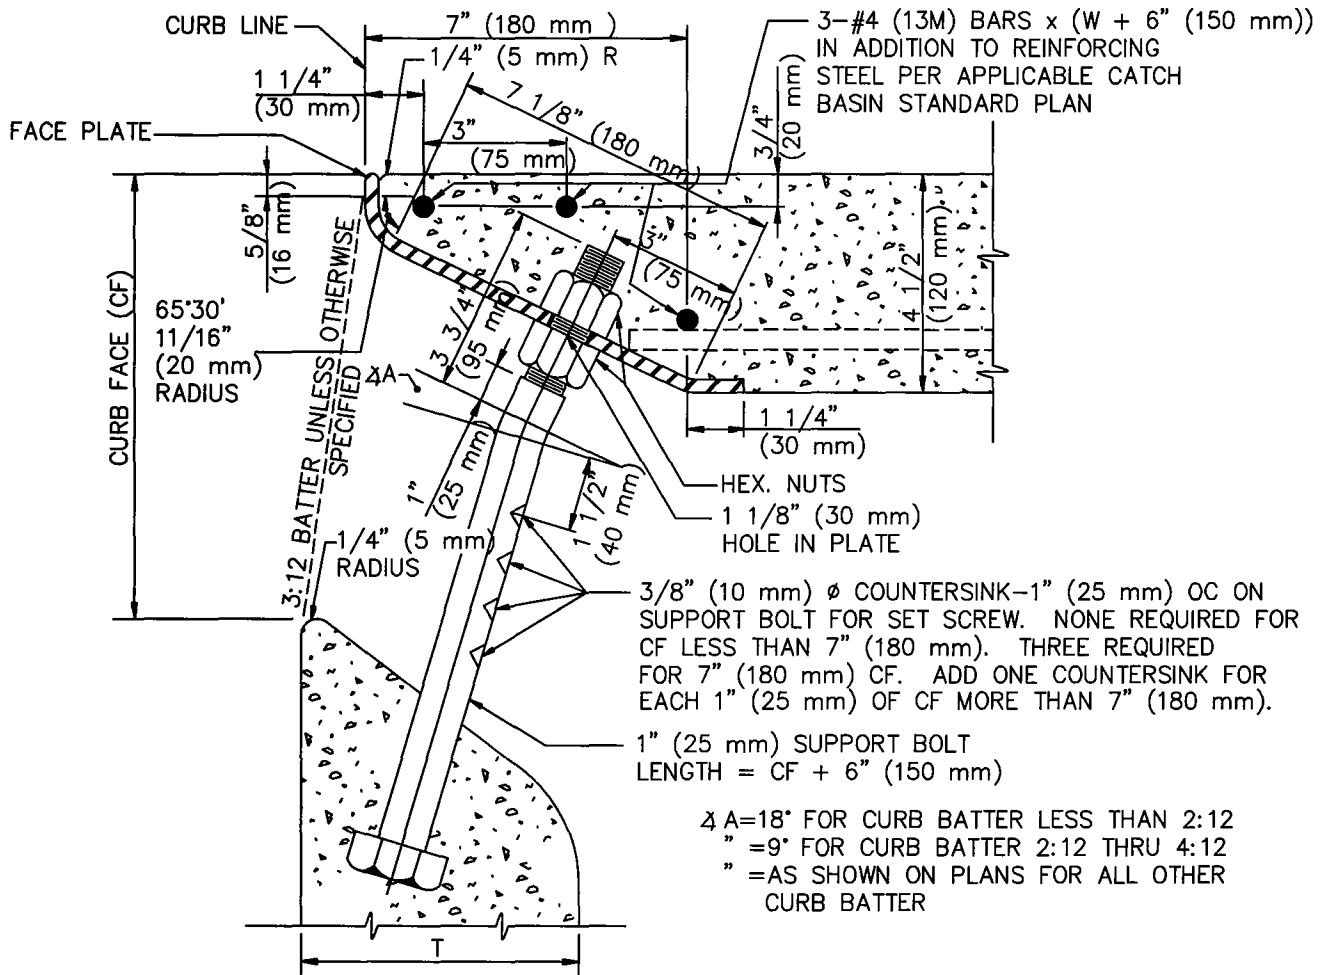 CURB LINE
7" (180 mm )
3-#4 (13M) BARS x (W + 6" (150 mm))
IN ADDITION TO REINFORCING
STEEL PER APPLICABLE CATCH
BASIN STANDARD PLAN
1/4" (5 mm) R
1 1/4"
(30 mm)
7 1/8" (180 mm)
3/4"
(20 mm)
FACE PLATE
3"
(75 mm)
5/8"
(16 mm)
3"
(75 mm)
4 1/2"
(120 mm)
CURB FACE (CF)
65°30'
11/16"
(20 mm)
RADIUS
3:12 BATTER UNLESS OTHERWISE
SPECIFIED
3 3/4"
(95 mm)
∡A
1 1/4"
(30 mm)
1"
(25 mm)
1 1/2"
(40 mm)
HEX. NUTS
1 1/8" (30 mm)
HOLE IN PLATE
1/4" (5 mm)
RADIUS
3/8" (10 mm) ø COUNTERSINK-1" (25 mm) OC ON
SUPPORT BOLT FOR SET SCREW. NONE REQUIRED FOR
CF LESS THAN 7" (180 mm). THREE REQUIRED
FOR 7" (180 mm) CF. ADD ONE COUNTERSINK FOR
EACH 1" (25 mm) OF CF MORE THAN 7" (180 mm).
1" (25 mm) SUPPORT BOLT
LENGTH = CF + 6" (150 mm)
∡ A=18° FOR CURB BATTER LESS THAN 2:12
" =9° FOR CURB BATTER 2:12 THRU 4:12
" =AS SHOWN ON PLANS FOR ALL OTHER
CURB BATTER
T